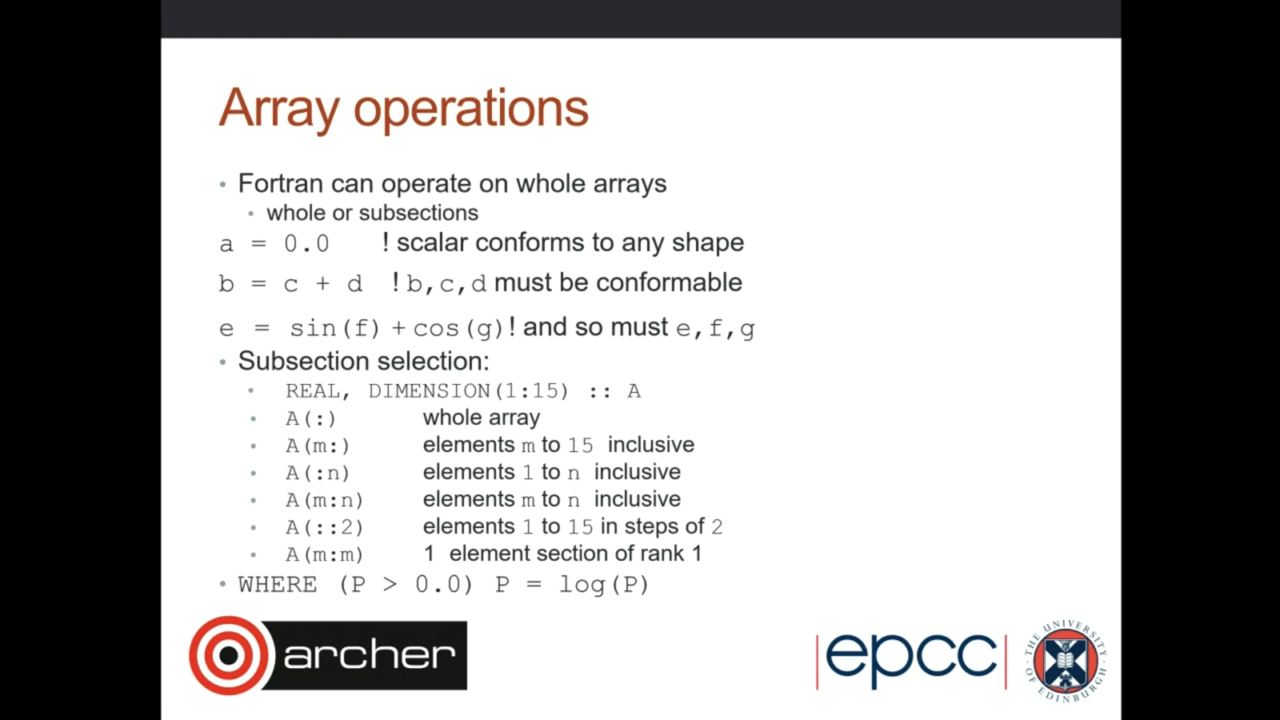 Array operations
• Fortran can operate on whole arrays
• whole or subsections
a = 0.0 ! scalar conforms to any shape
b = c + d ! b,c,d must be conformable
e = sin(f)+cos(g)! and so must e,f,g
• Subsection selection:
• REAL, DIMENSION(1:15) :: A
• A(:) whole array
• A(m:) elements m to 15 inclusive
• A(:n) elements 1 to n inclusive
• A(m:n) elements m to n inclusive
• A(::2) elements 1 to 15 in steps of 2
• A(m:m) 1 element section of rank 1
• WHERE (P > 0.0) P = log(P)
archer
|epcc|
THE UNIVERSITY OF EDINBURGH